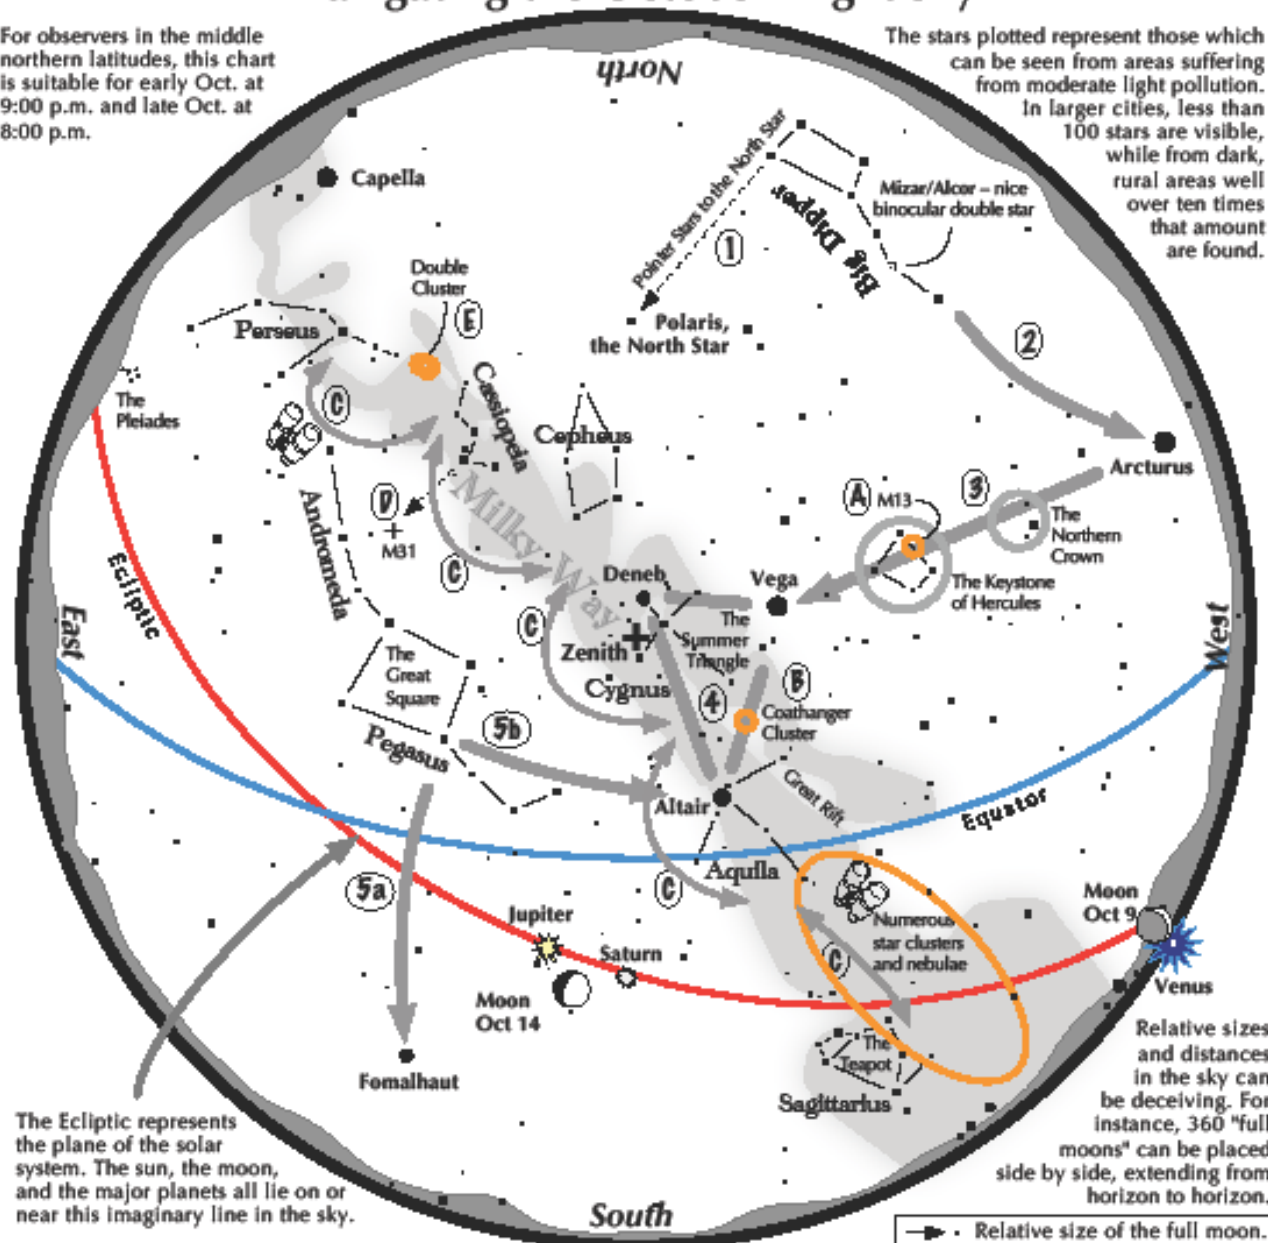 For observers in the middle
northern latitudes, this chart
is suitable for early Oct. at
9:00 p.m. and late Oct. at
8:00 p.m.
The stars plotted represent those which
can be seen from areas suffering
from moderate light pollution.
In larger cities, less than
100 stars are visible,
while from dark,
rural areas well
over ten times
that amount
are found.
North
Capella
Pointer Stars to the North Star
1
Big Dipper
Mizar/Alcor – nice
binocular double star
Double
Cluster
E
Perseus
Polaris,
the North Star
2
The
Pleiades
C
Cassiopeia
Cepheus
Arcturus
Andromeda
D
M31
Milky Way
A
M13
3
The
Northern
Crown
The Keystone
of Hercules
C
Deneb
Vega
Ecliptic
East
West
C
Zenith
The
Summer
Triangle
The
Great
Square
Cygnus
4
B
Coathanger
Cluster
Pegasus
5b
Altair
Great Rift
Equator
Aquila
5a
C
Jupiter
Saturn
Moon
Oct 14
Moon
Oct 9
Venus
Numerous
star clusters
and nebulae
C
The
Teapot
Sagittarius
Fomalhaut
The Ecliptic represents
the plane of the solar
system. The sun, the moon,
and the major planets all lie on or
near this imaginary line in the sky.
Relative sizes
and distances
in the sky can
be deceiving. For
instance, 360 "full
moons" can be placed
side by side, extending from
horizon to horizon.
South
Relative size of the full moon.